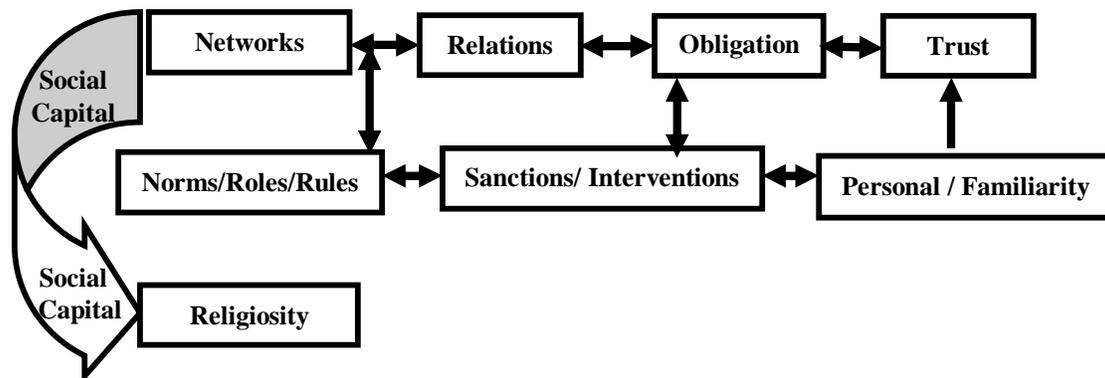 Networks
Relations
Obligation
Trust
Social
Capital
Norms/Roles/Rules
Sanctions/ Interventions
Personal / Familiarity
Social
Capital
Religiosity